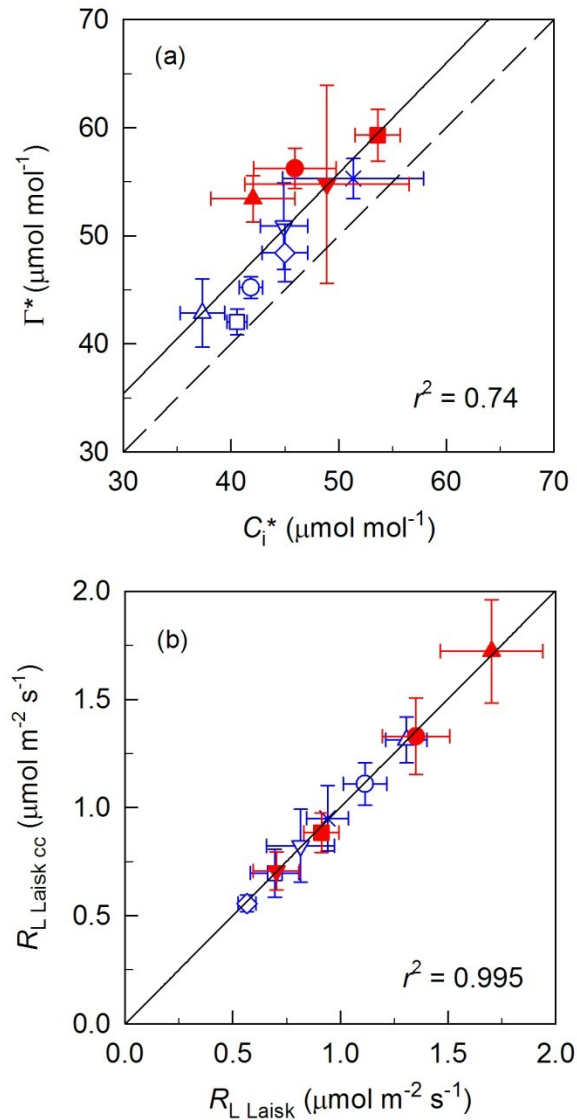 70
(a)
60
50
40
30
Γ* (μmol mol⁻¹)
r² = 0.74
30 40 50 60 70
Cᵢ* (μmol mol⁻¹)
2.0
(b)
1.5
1.0
0.5
0.0
R_L Laisk cc (μmol m⁻² s⁻¹)
r² = 0.995
0.0 0.5 1.0 1.5 2.0
R_L Laisk (μmol m⁻² s⁻¹)